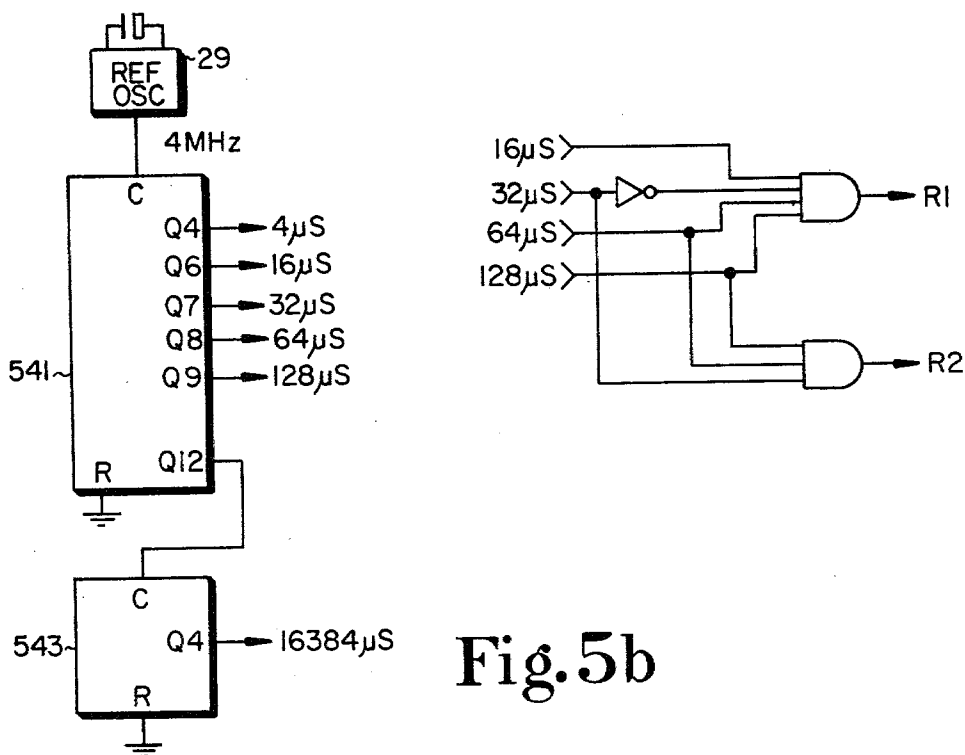 REF
OSC
29
4MHz
C
Q4
4µS
Q6
16µS
Q7
32µS
Q8
64µS
Q9
128µS
541
Q12
R
C
543
Q4
16384µS
R
16µS
32µS
64µS
128µS
R1
R2
Fig.5b